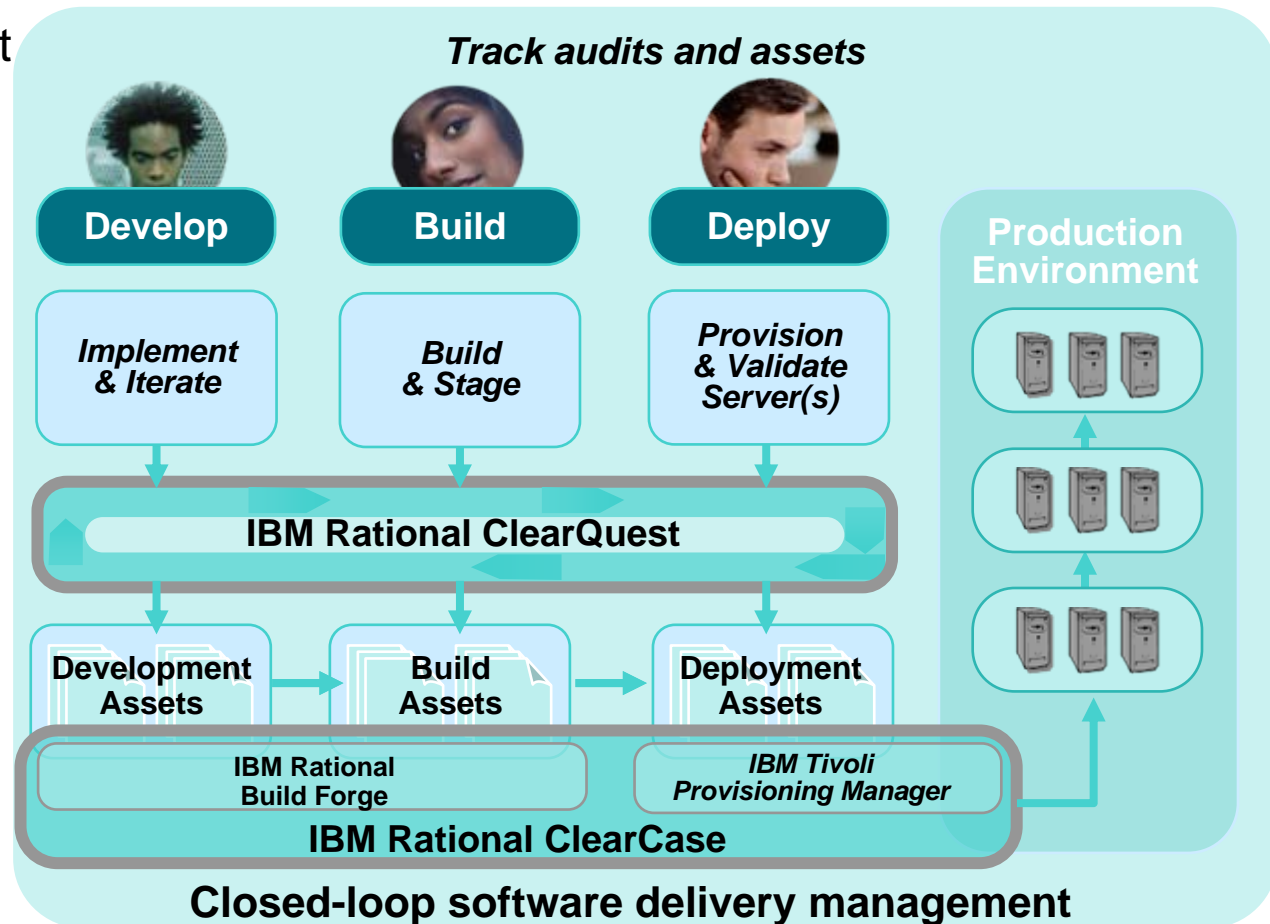 t
Track audits and assets
Develop
Build
Deploy
Production
Environment
Implement
& Iterate
Build
& Stage
Provision
& Validate
Server(s)
IBM Rational ClearQuest
Development
Assets
Build
Assets
Deployment
Assets
IBM Rational
Build Forge
IBM Tivoli
Provisioning Manager
IBM Rational ClearCase
Closed-loop software delivery management